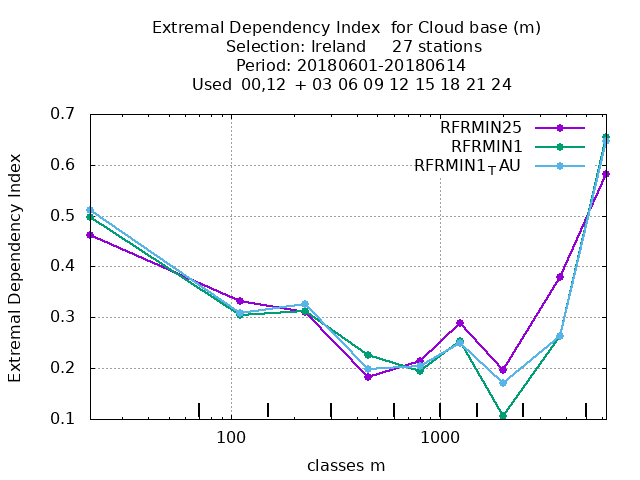 Extremal Dependency Index  for Cloud base (m)
Selection: Ireland     27 stations
Period: 20180601-20180614
Used  00,12  + 03 06 09 12 15 18 21 24
Extremal Dependency Index
0.7
0.6
0.5
0.4
0.3
0.2
0.1
RFRMIN25
RFRMIN1
RFRMIN1TAU
100
1000
classes m